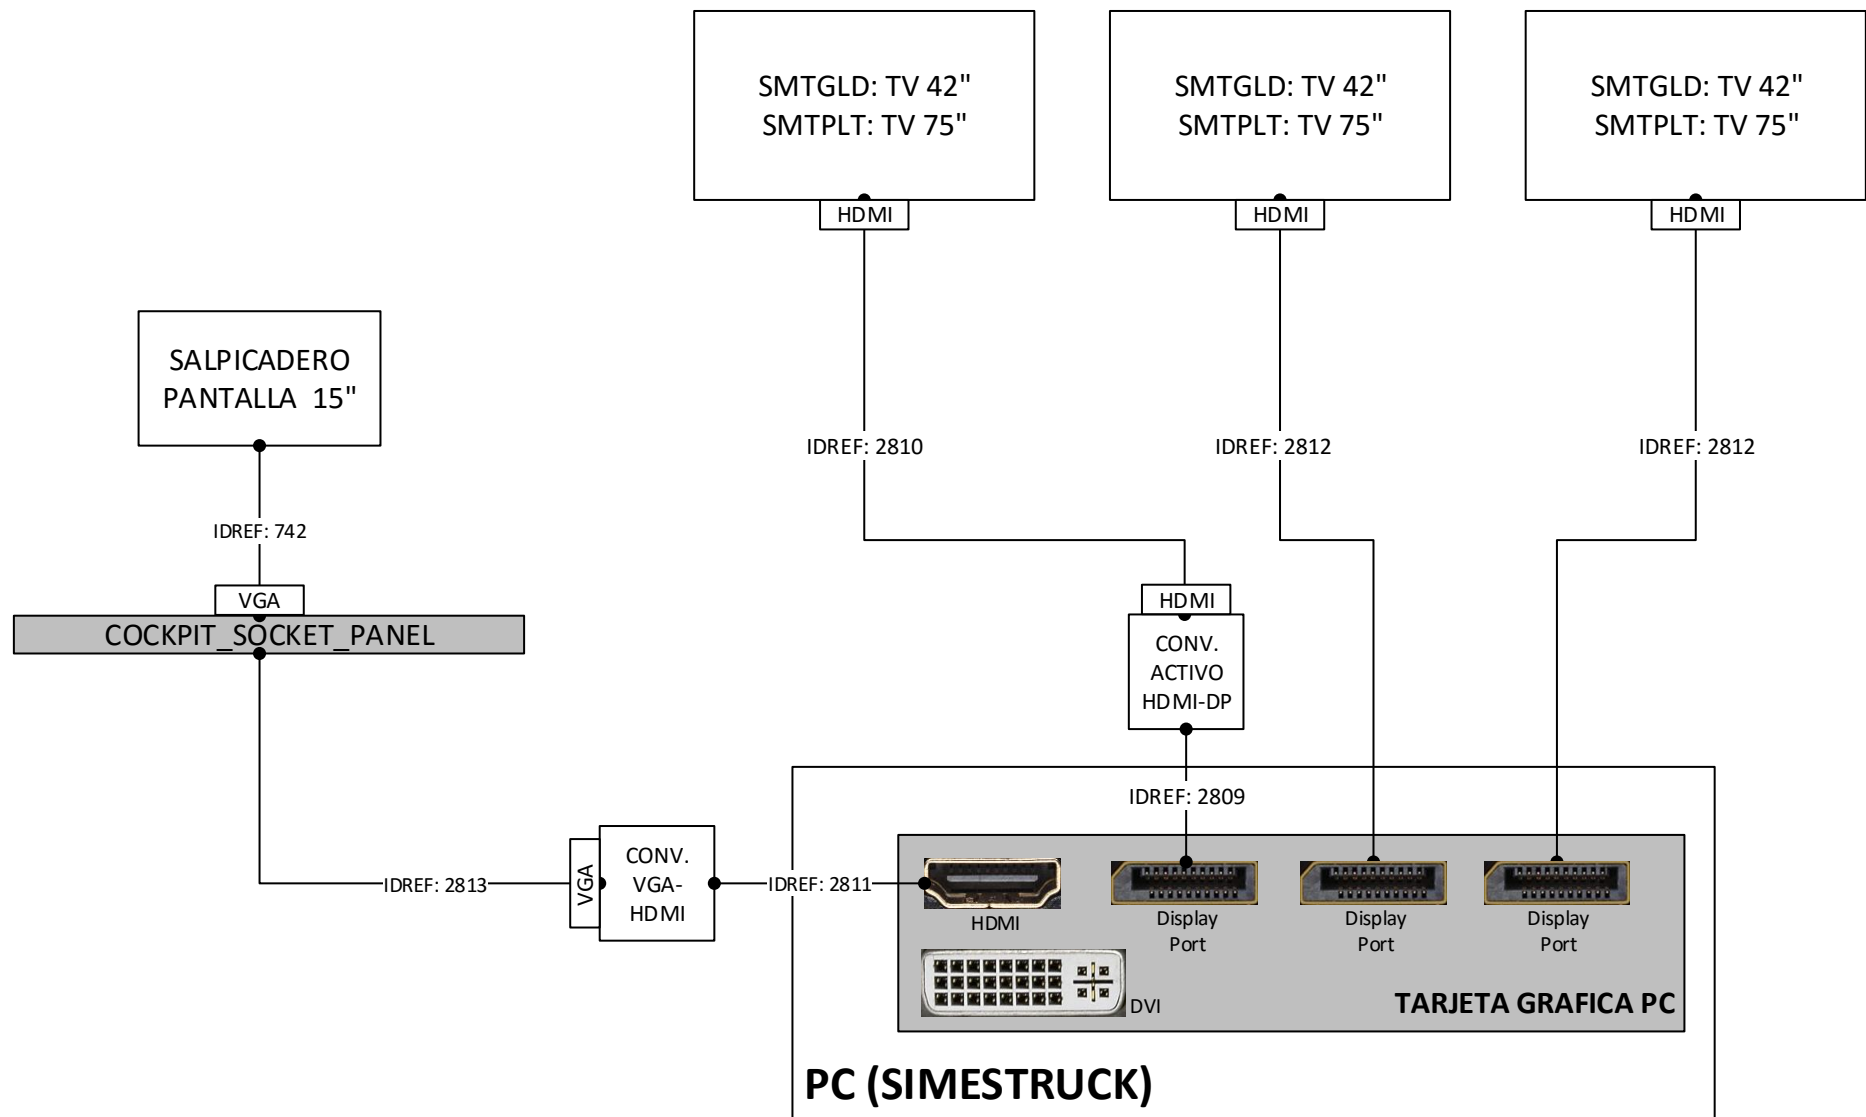 SMTGLD: TV 42"
SMTPLT: TV 75"
SMTGLD: TV 42"
SMTPLT: TV 75"
SMTGLD: TV 42"
SMTPLT: TV 75"
HDMI
HDMI
HDMI
SALPICADERO
PANTALLA 15"
IDREF: 2810
IDREF: 2812
IDREF: 2812
IDREF: 742
VGA
COCKPIT_SOCKET_PANEL
HDMI
CONV.
ACTIVO
HDMI-DP
IDREF: 2809
IDREF: 2813
VGA
CONV.
VGA-
HDMI
IDREF: 2811
HDMI
Display
Port
Display
Port
Display
Port
DVI
TARJETA GRAFICA PC
PC (SIMESTRUCK)